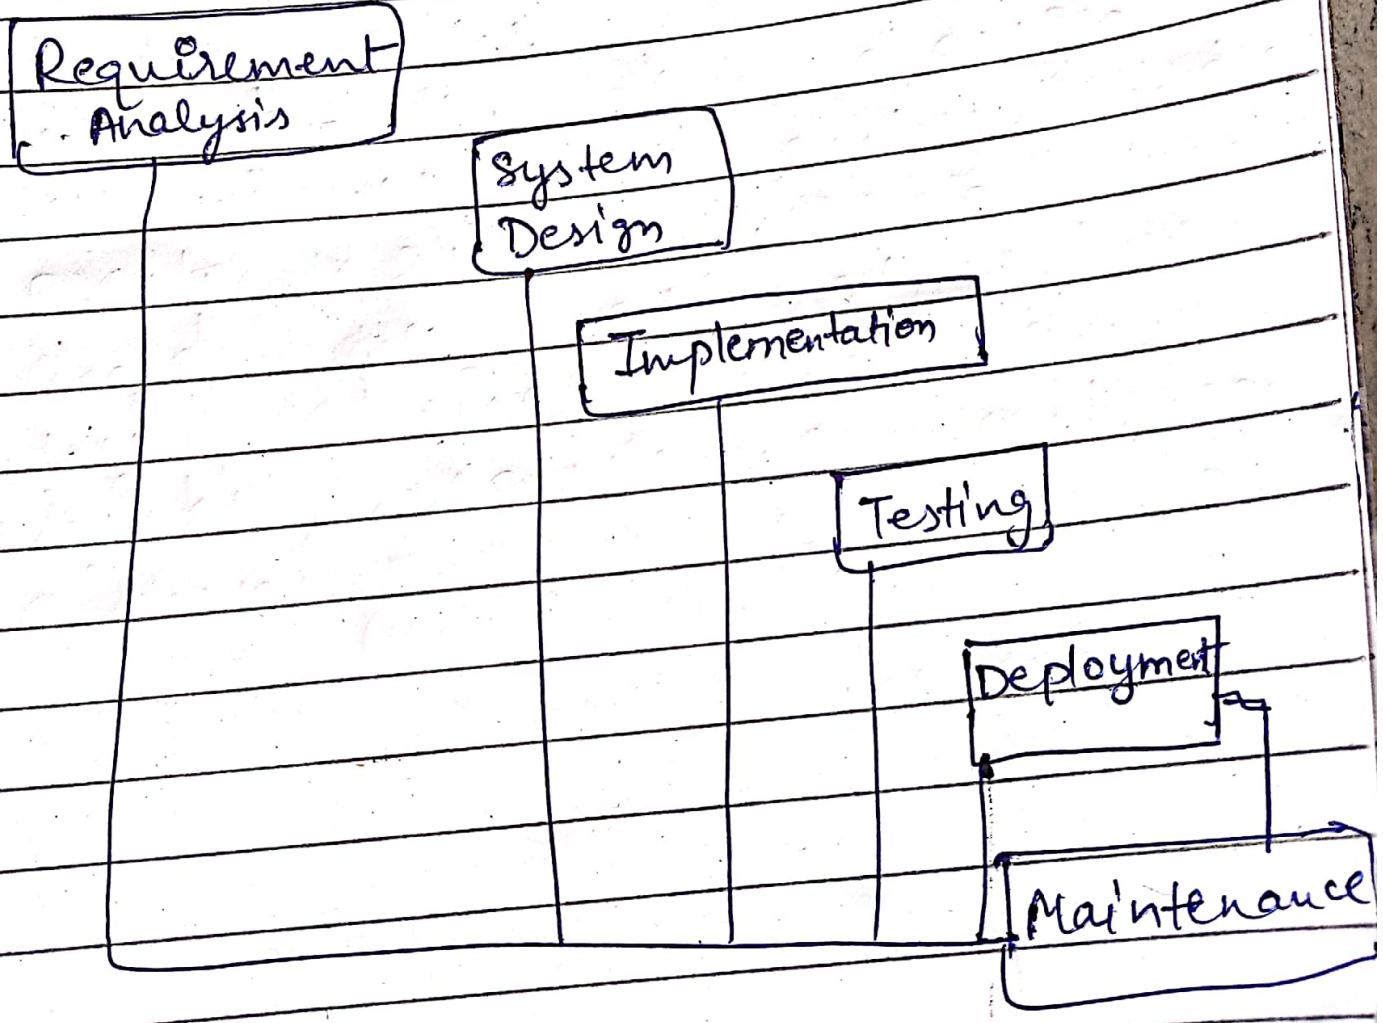 Requirement
Analysis
System
Design
Implementation
Testing
Deployment
Maintenance